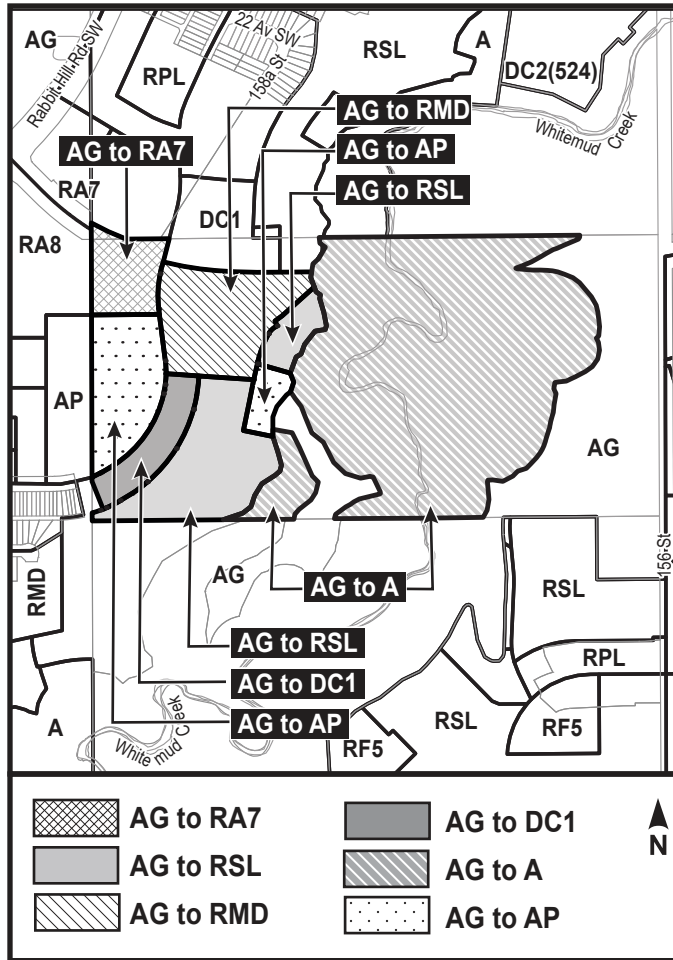 AG
Rabbit Hill Rd SW
22 Av SW
158a St
RPL
RSL
A
DC2(524)
Whitemud Creek
AG to RMD
AG to RA7
AG to AP
AG to RSL
RA7
DC1
RA8
AP
AG
156 St
RMD
AG
AG to A
RSL
AG to RSL
RPL
AG to DC1
A
AG to AP
RSL
RF5
RF5
White mud Creek
AG to RA7
AG to DC1
AG to RSL
AG to A
AG to RMD
AG to AP
N